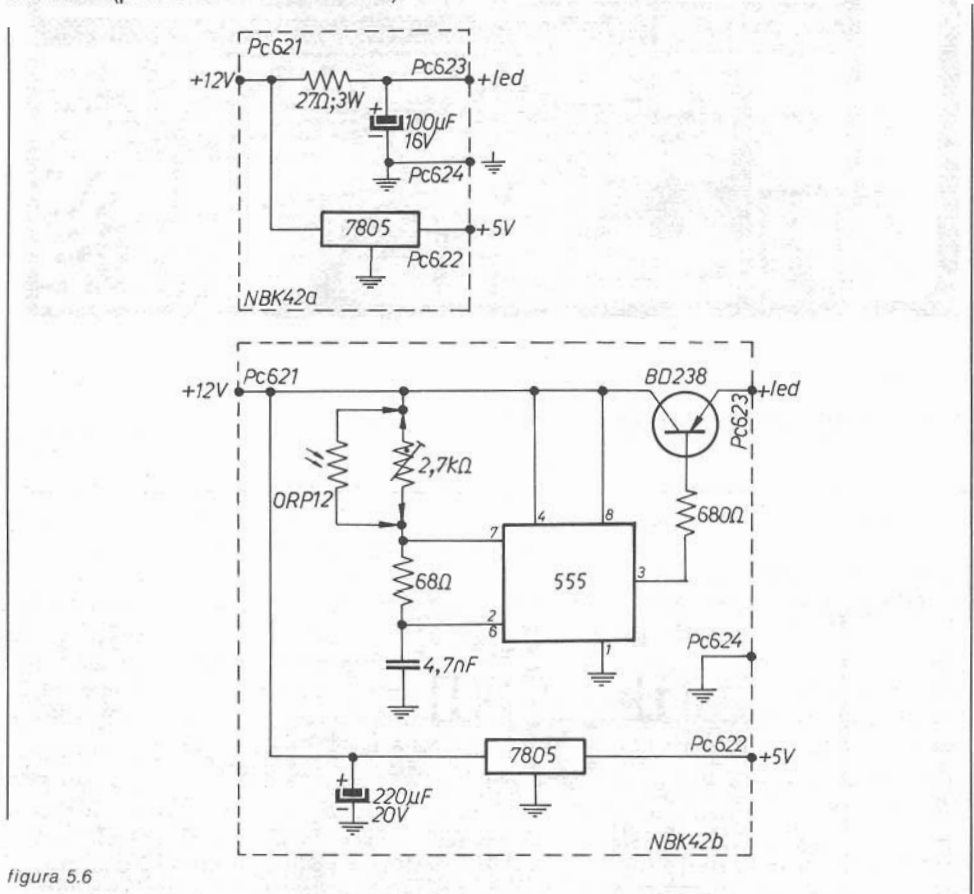 Pc621
+12V
Pc623
+led
27Ω;3W
+
100µF
16V
-
Pc624
7805
+5V
Pc622
NBK42a
+12V
Pc621
BD238
+led
Pc623
2,7kΩ
ORP12
4
8
680Ω
7
555
3
68Ω
2
6
1
Pc624
4,7nF
7805
Pc622
+5V
+
220µF
20V
-
NBK42b
figura 5.6